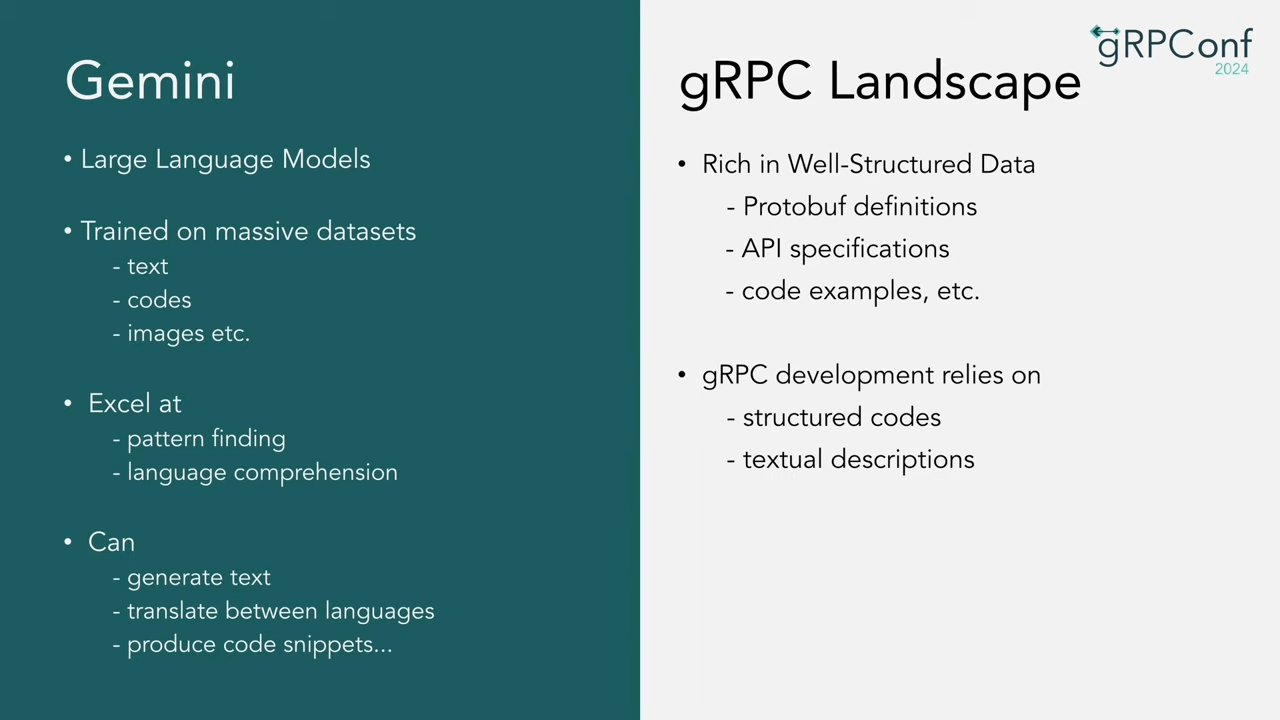 Gemini
• Large Language Models
• Trained on massive datasets
- text
- codes
- images etc.
• Excel at
- pattern finding
- language comprehension
• Can
- generate text
- translate between languages
- produce code snippets...
gRPC Landscape
gRPConf
2024
• Rich in Well-Structured Data
- Protobuf definitions
- API specifications
- code examples, etc.
• gRPC development relies on
- structured codes
- textual descriptions